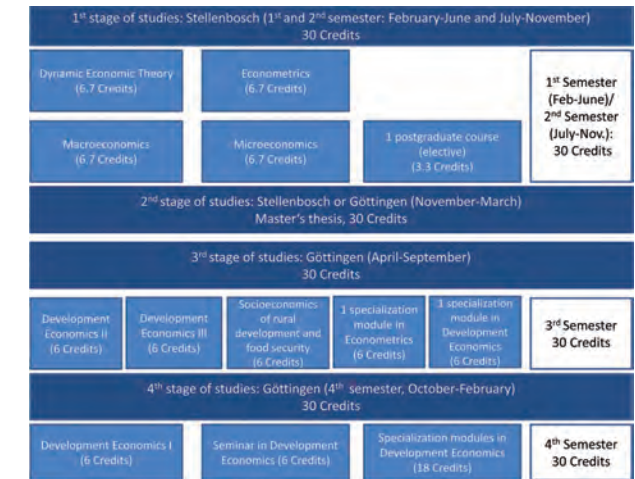 1st stage of studies: Stellenbosch (1st and 2nd semester: February-June and July-November)
30 Credits
Dynamic Economic Theory
(6.7 Credits)
Econometrics
(6.7 Credits)
Macroeconomics
(6.7 Credits)
Microeconomics
(6.7 Credits)
1 postgraduate course
(elective)
(3.3 Credits)
1st Semester
(Feb-June)/
2nd Semester
(July-Nov.):
30 Credits
2nd stage of studies: Stellenbosch or Göttingen (November-March)
Master's thesis, 30 Credits
3rd stage of studies: Göttingen (April-September)
30 Credits
Development
Economics II
(6 Credits)
Development
Economics III
(6 Credits)
Socioeconomics
of rural
development and
food security
(6 Credits)
1 specialization
module in
Econometrics
(6 Credits)
1 specialization
module in
Development
Economics
(6 Credits)
3rd Semester
30 Credits
4th stage of studies: Göttingen (4th semester, October-February)
30 Credits
Development Economics I
(6 Credits)
Seminar in Development
Economics (6 Credits)
Specialization modules in
Development Economics
(18 Credits)
4th Semester
30 Credits